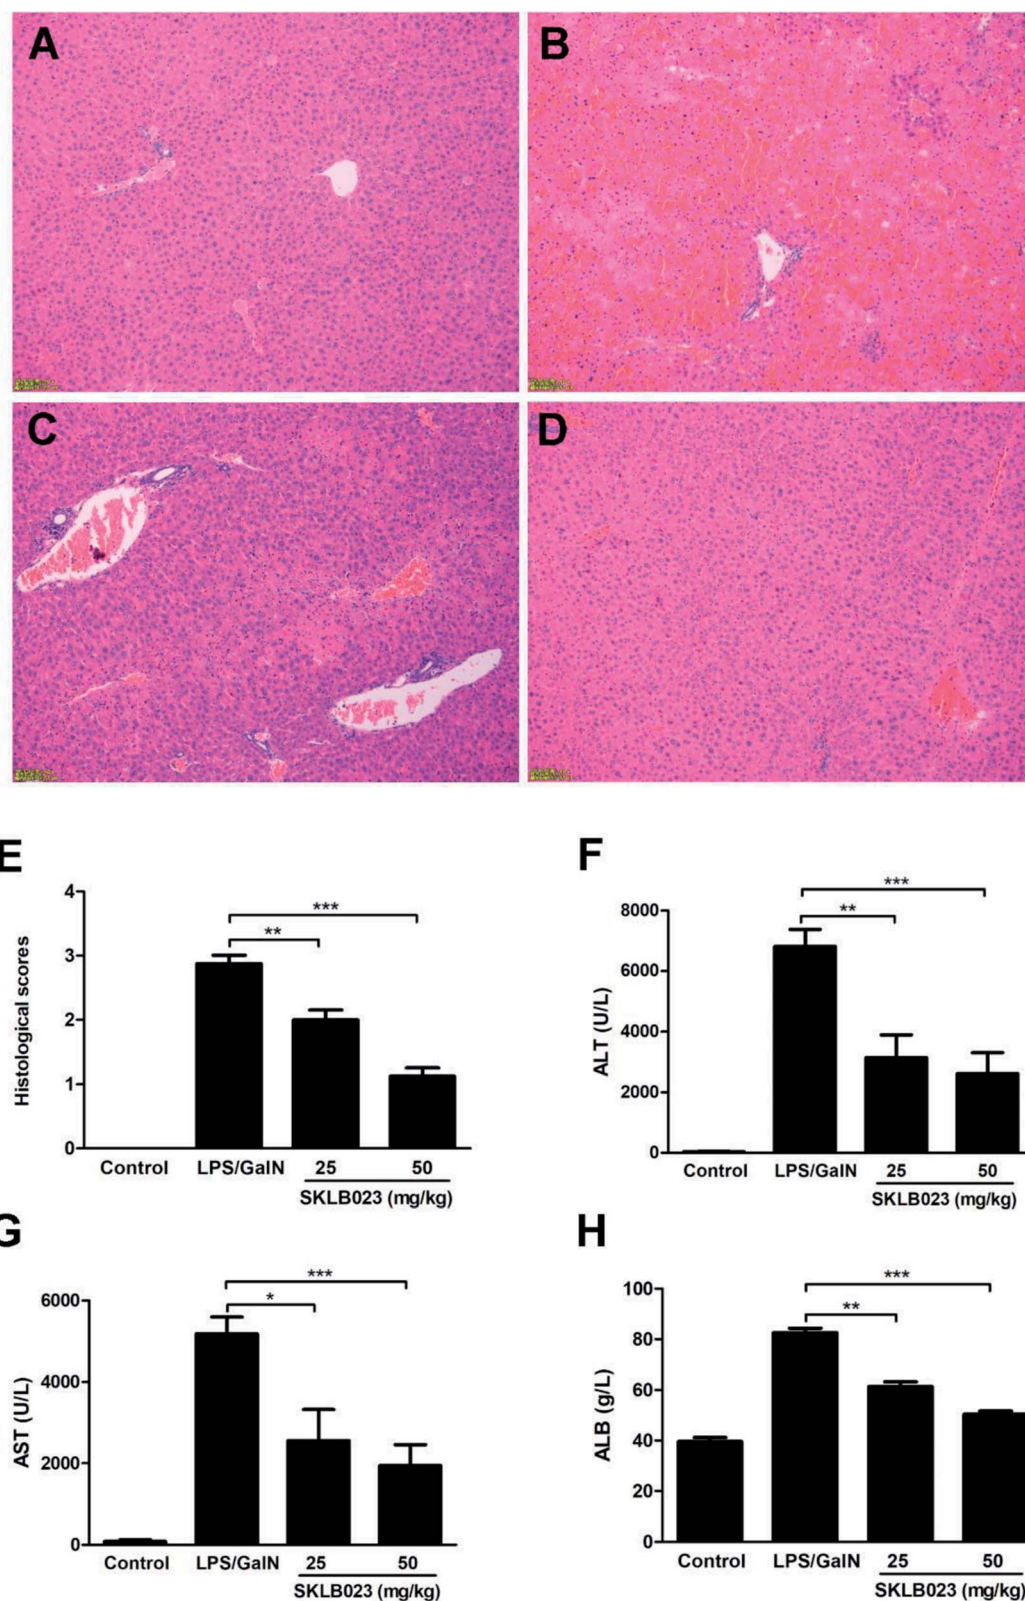 A
B
C
D
E
Histological scores
4
3
2
1
0
**
***
Control
LPS/GalN
25
50
SKLB023 (mg/kg)
F
ALT (U/L)
8000
6000
4000
2000
0
**
***
Control
LPS/GalN
25
50
SKLB023 (mg/kg)
G
AST (U/L)
6000
4000
2000
0
*
***
Control
LPS/GalN
25
50
SKLB023 (mg/kg)
H
ALB (g/L)
100
80
60
40
20
0
**
***
Control
LPS/GalN
25
50
SKLB023 (mg/kg)